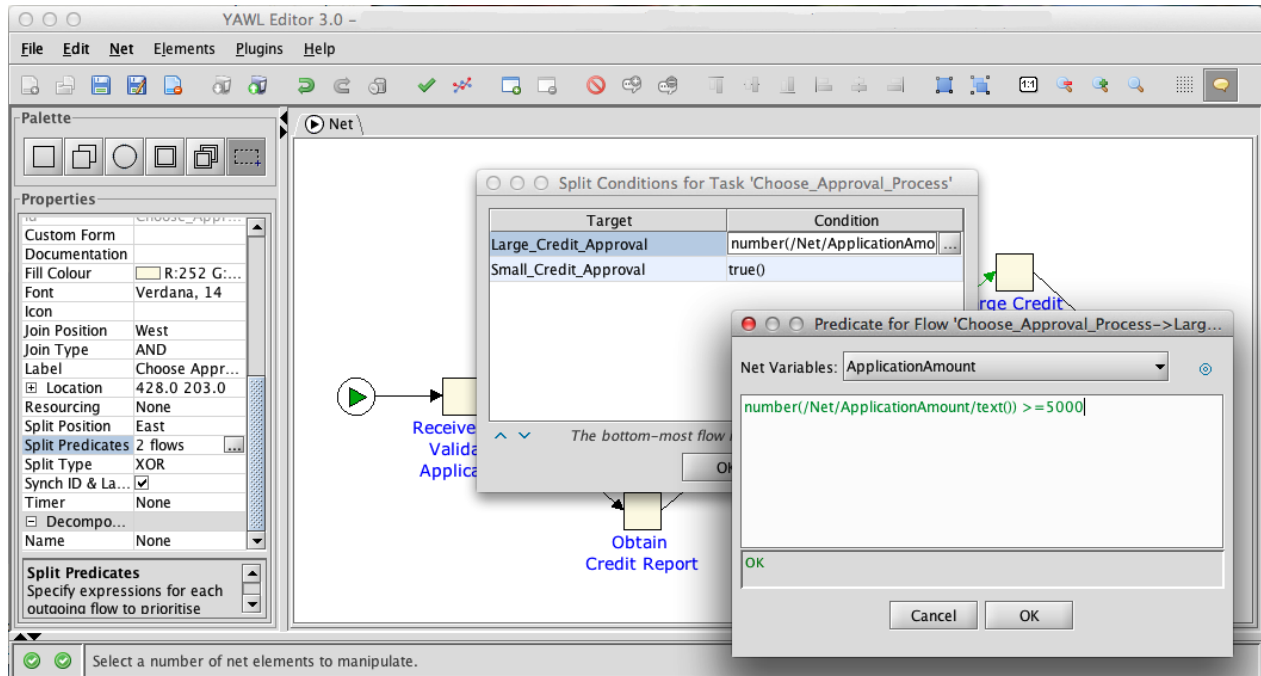 YAWL Editor 3.0 –
File Edit Net Elements Plugins Help
1:1
Palette
Net
Properties
Custom Form
Documentation
Fill Colour R:252 G:...
Font Verdana, 14
Icon
Join Position West
Join Type AND
Label Choose Appr...
Location 428.0 203.0
Resourcing None
Split Position East
Split Predicates 2 flows ...
Split Type XOR
Synch ID & La...
Timer None
Decompo...
Name None
Split Predicates
Specify expressions for each
outgoing flow to prioritise
Split Conditions for Task 'Choose_Approval_Process'
Target Condition
Large_Credit_Approval number(/Net/ApplicationAmo ...
Small_Credit_Approval true()
The bottom-most flow
Receive
Valida
Applica
Obtain
Credit Report
rge Credit
Predicate for Flow 'Choose_Approval_Process->Larg...
Net Variables: ApplicationAmount
number(/Net/ApplicationAmount/text()) >=5000
OK
Cancel OK
Select a number of net elements to manipulate.